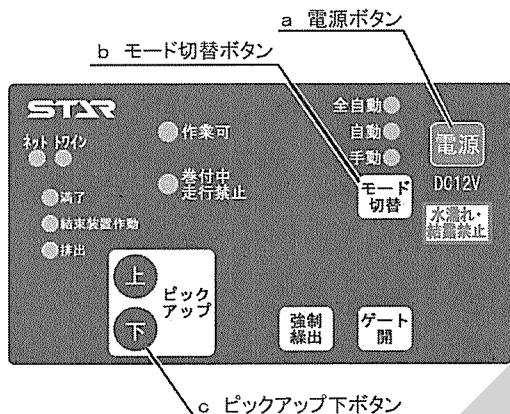 a 電源ボタン
b モード切替ボタン
STAR
ネット トワイン
作業可
全自動
自動
手動
電源
満了
結束装置作動
排出
巻付中
走行禁止
モード
切替
DC12V
水濡れ・
結露禁止
上
下
ピック
アップ
強制
繰出
ゲート
開
c ピックアップ下ボタン